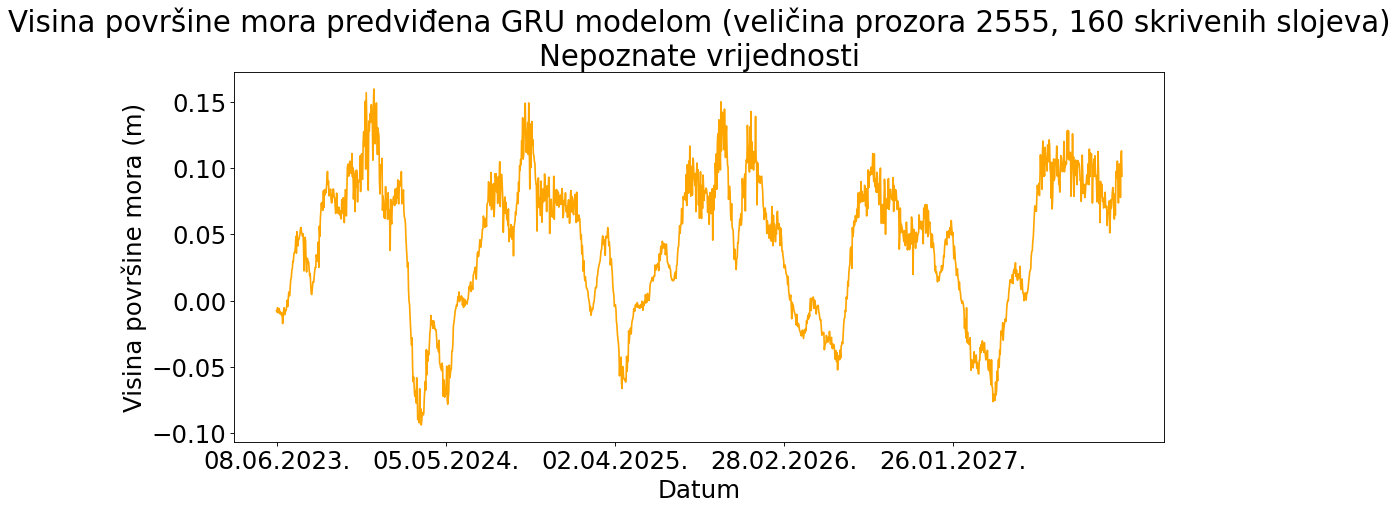 Visina površine mora predviđena GRU modelom (veličina prozora 2555, 160 skrivenih slojeva)
Nepoznate vrijednosti
Visina površine mora (m)
0.15
0.10
0.05
0.00
−0.05
−0.10
08.06.2023. 05.05.2024. 02.04.2025. 28.02.2026. 26.01.2027.
Datum